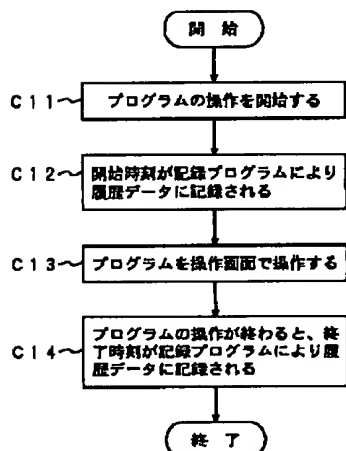 開 始
C11 プログラムの操作を開始する
C12 開始時刻が記録プログラムにより
履歴データに記録される
C13 プログラムを操作画面で操作する
C14 プログラムの操作が終わると、終
了時刻が記録プログラムにより履
歴データに記録される
終 了